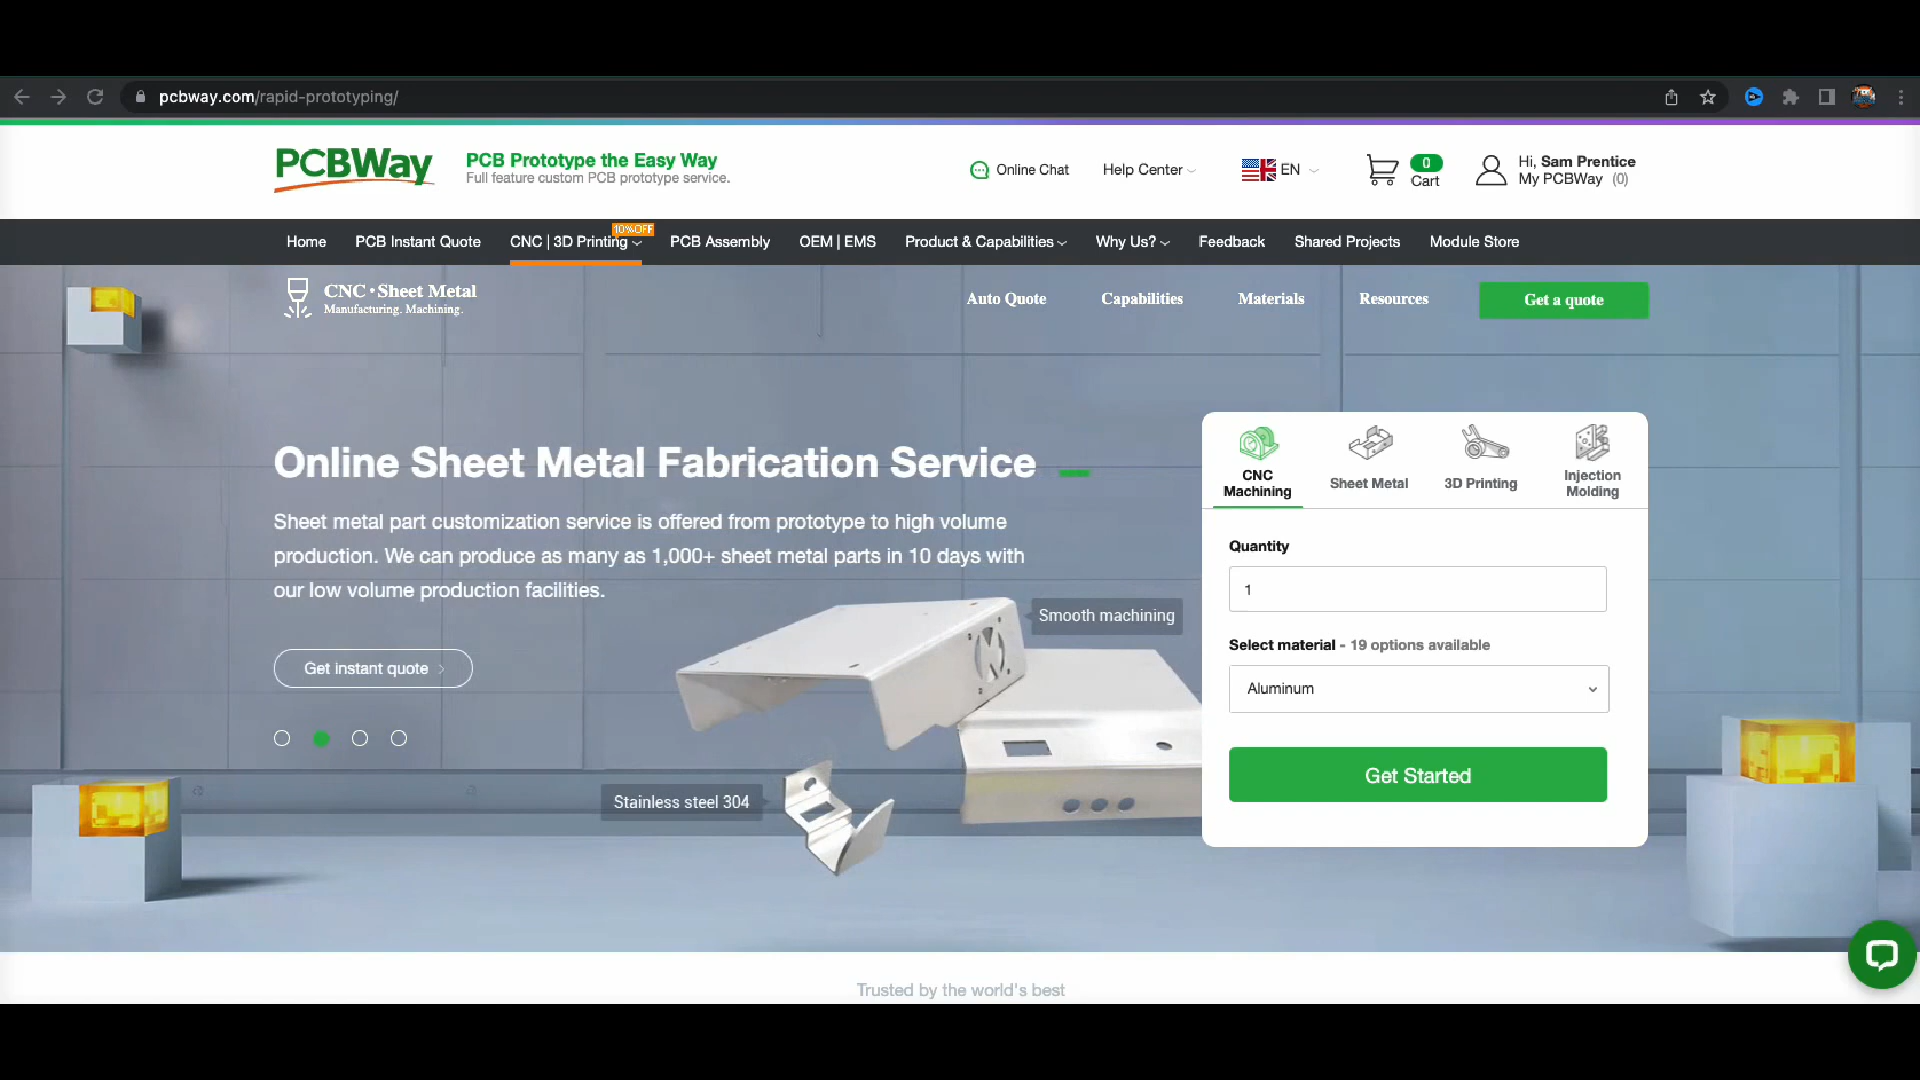 pcbway.com/rapid-prototyping/
PCBWay
PCB Prototype the Easy Way
Full feature custom PCB prototype service.
Online Chat
Help Center
EN
0
Cart
Hi, Sam Prentice
My PCBWay (0)
Home
PCB Instant Quote
CNC | 3D Printing
10%OFF
PCB Assembly
OEM | EMS
Product & Capabilities
Why Us?
Feedback
Shared Projects
Module Store
CNC • Sheet Metal
Manufacturing. Machining.
Auto Quote
Capabilities
Materials
Resources
Get a quote
Online Sheet Metal Fabrication Service
Sheet metal part customization service is offered from prototype to high volume
production. We can produce as many as 1,000+ sheet metal parts in 10 days with
our low volume production facilities.
Get instant quote
Smooth machining
Stainless steel 304
CNC
Machining
Sheet Metal
3D Printing
Injection
Molding
Quantity
1
Select material - 19 options available
Aluminum
Get Started
Trusted by the world's best